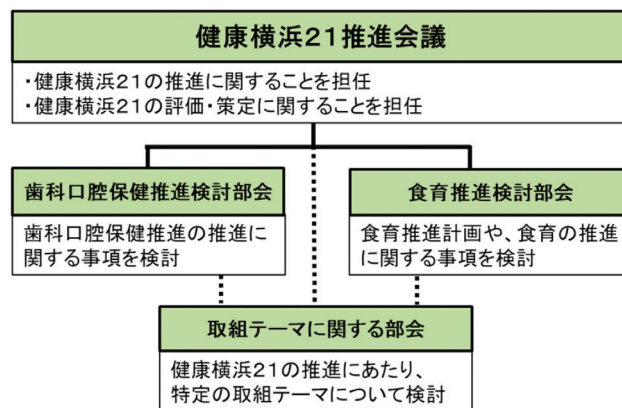 健康横浜２１推進会議
・健康横浜２１の推進に関することを担任
・健康横浜２１の評価・策定に関することを担任
歯科口腔保健推進検討部会
歯科口腔保健推進の推進に
関する事項を検討
食育推進検討部会
食育推進計画や、食育の推進
に関する事項を検討
取組テーマに関する部会
健康横浜２１の推進にあたり、
特定の取組テーマについて検討